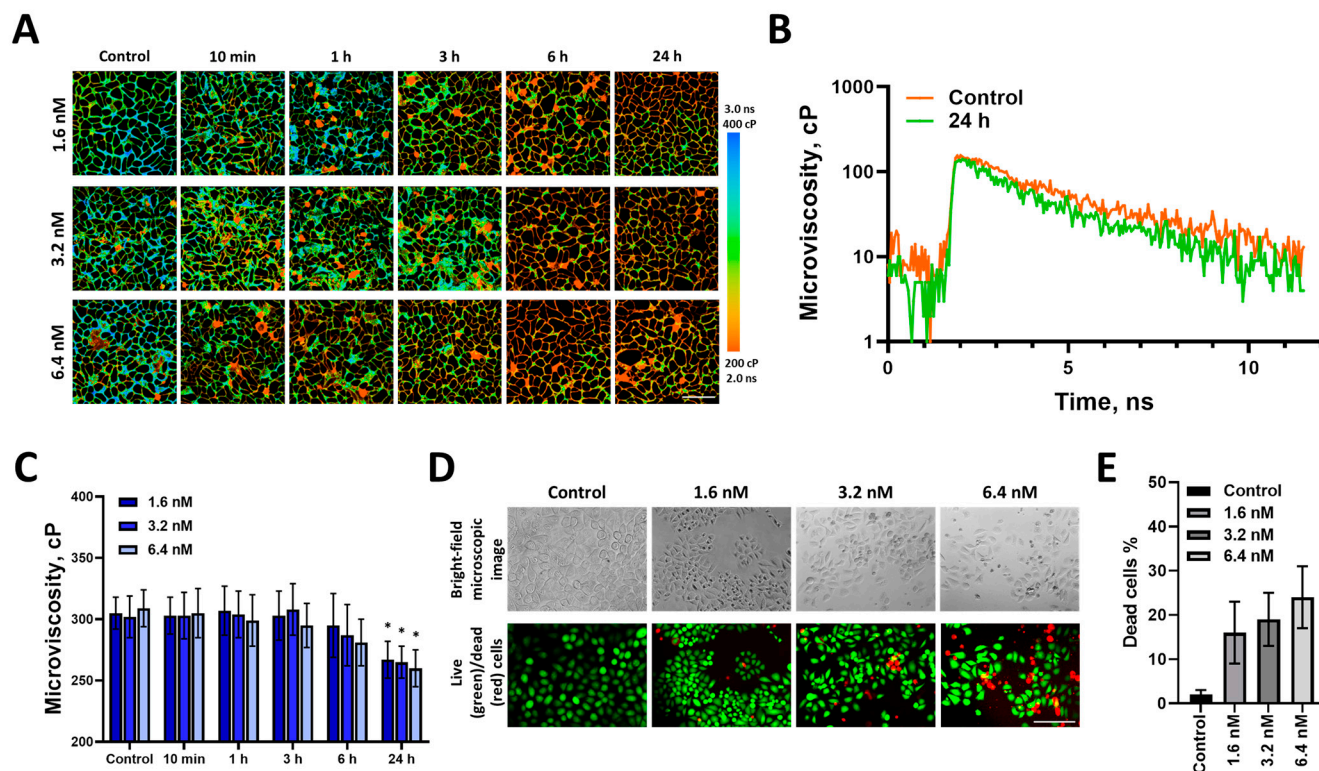 A
Control 10 min 1 h 3 h 6 h 24 h
1.6 nM
3.2 nM
6.4 nM
3.0 ns
400 cP
200 cP
2.0 ns
B
Control
24 h
Microviscosity, cP
1000
100
10
1
0 5 10
Time, ns
C
1.6 nM
3.2 nM
6.4 nM
Microviscosity, cP
400
350
300
250
200
* * *
Control 10 min 1 h 3 h 6 h 24 h
D
Control 1.6 nM 3.2 nM 6.4 nM
Bright-field
microscopic
image
Live
(green)/dead
(red) cells
E
Control
1.6 nM
3.2 nM
6.4 nM
Dead cells %
50
40
30
20
10
0
Control 1.6 nM 3.2 nM 6.4 nM